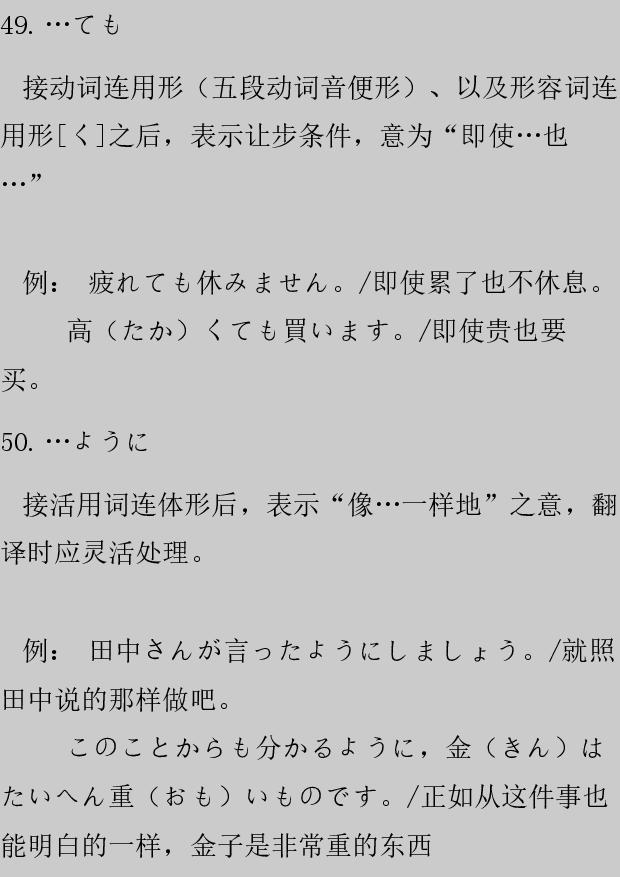 49. …ても
接动词连用形（五段动词音便形）、以及形容词连
用形[く]之后，表示让步条件，意为“即使…也
…”
例： 疲れても休みません。/即使累了也不休息。
高（たか）くても買います。/即使贵也要
买。
50. …ように
接活用词连体形后，表示“像…一样地”之意，翻
译时应灵活处理。
例： 田中さんが言ったようにしましょう。/就照
田中说的那样做吧。
このことからも分かるように，金（きん）は
たいへん重（おも）いものです。/正如从这件事也
能明白的一样，金子是非常重的东西